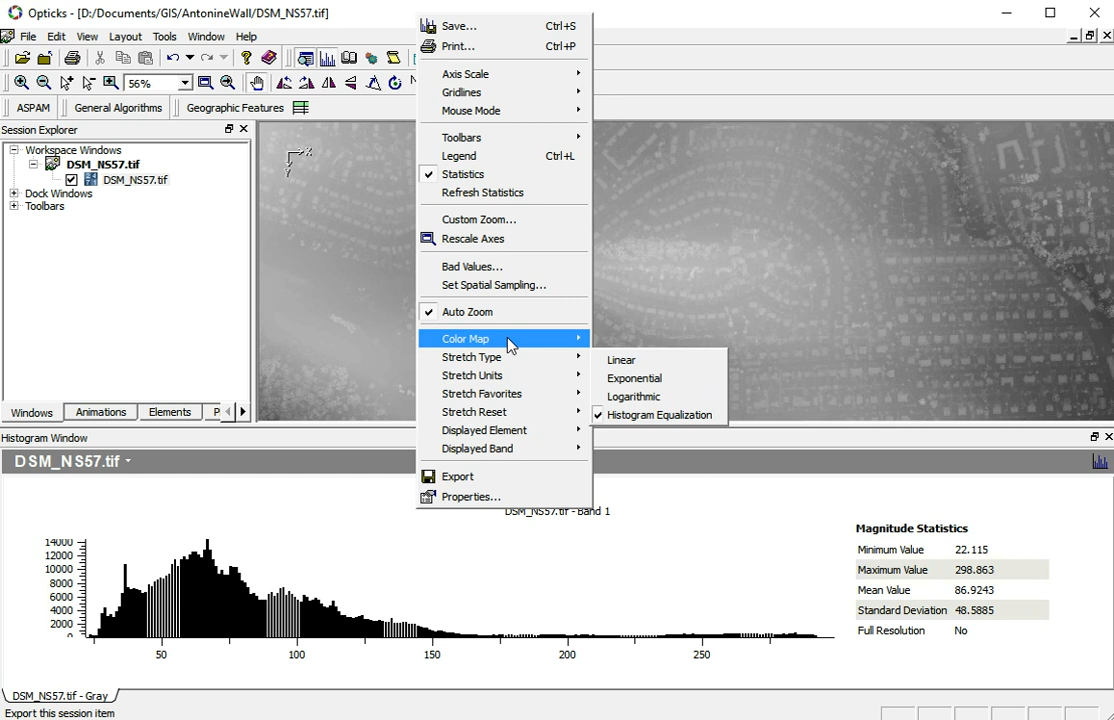 Opticks - [D:/Documents/GIS/AntonineWall/DSM_NS57.tif]
File Edit View Layout Tools Window Help
56%
ASPAM General Algorithms Geographic Features
Session Explorer
Workspace Windows
DSM_NS57.tif
DSM_NS57.tif
Dock Windows
Toolbars
X
Y
Windows Animations Elements P
Save... Ctrl+S
Print... Ctrl+P
Axis Scale
Gridlines
Mouse Mode
Toolbars
Legend Ctrl+L
Statistics
Refresh Statistics
Custom Zoom...
Rescale Axes
Bad Values...
Set Spatial Sampling...
Auto Zoom
Color Map
Stretch Type
Stretch Units
Stretch Favorites
Stretch Reset
Displayed Element
Displayed Band
Export
Properties...
Linear
Exponential
Logarithmic
Histogram Equalization
Histogram Window
DSM_NS57.tif
DSM_NS57.tif - Band 1
14000
12000
10000
8000
6000
4000
2000
0
50 100 150 200 250
Magnitude Statistics
Minimum Value 22.115
Maximum Value 298.863
Mean Value 86.9243
Standard Deviation 48.5885
Full Resolution No
DSM_NS57.tif - Gray
Export this session item